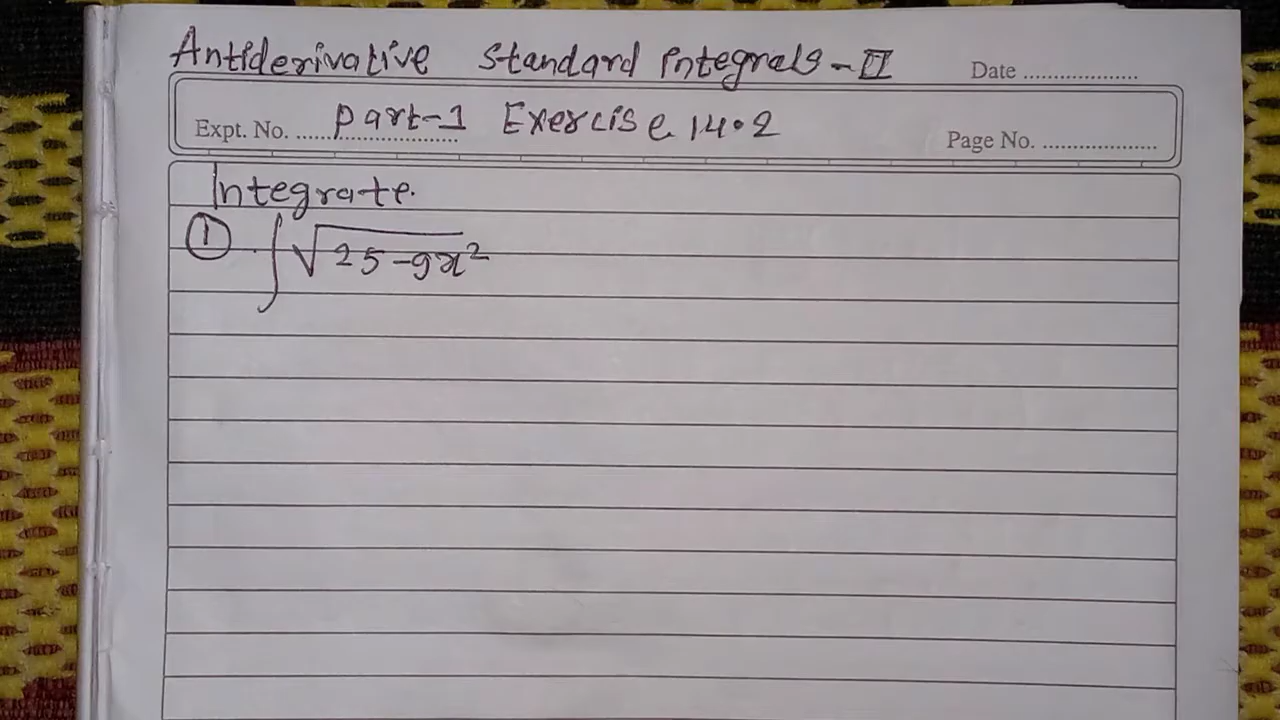 Antiderivative Standard Integrals - II Date ....................
Expt. No. ...... Part-1 Exercise 14.2
Page No. ....................
Integrate.
① ∫√25-9x²